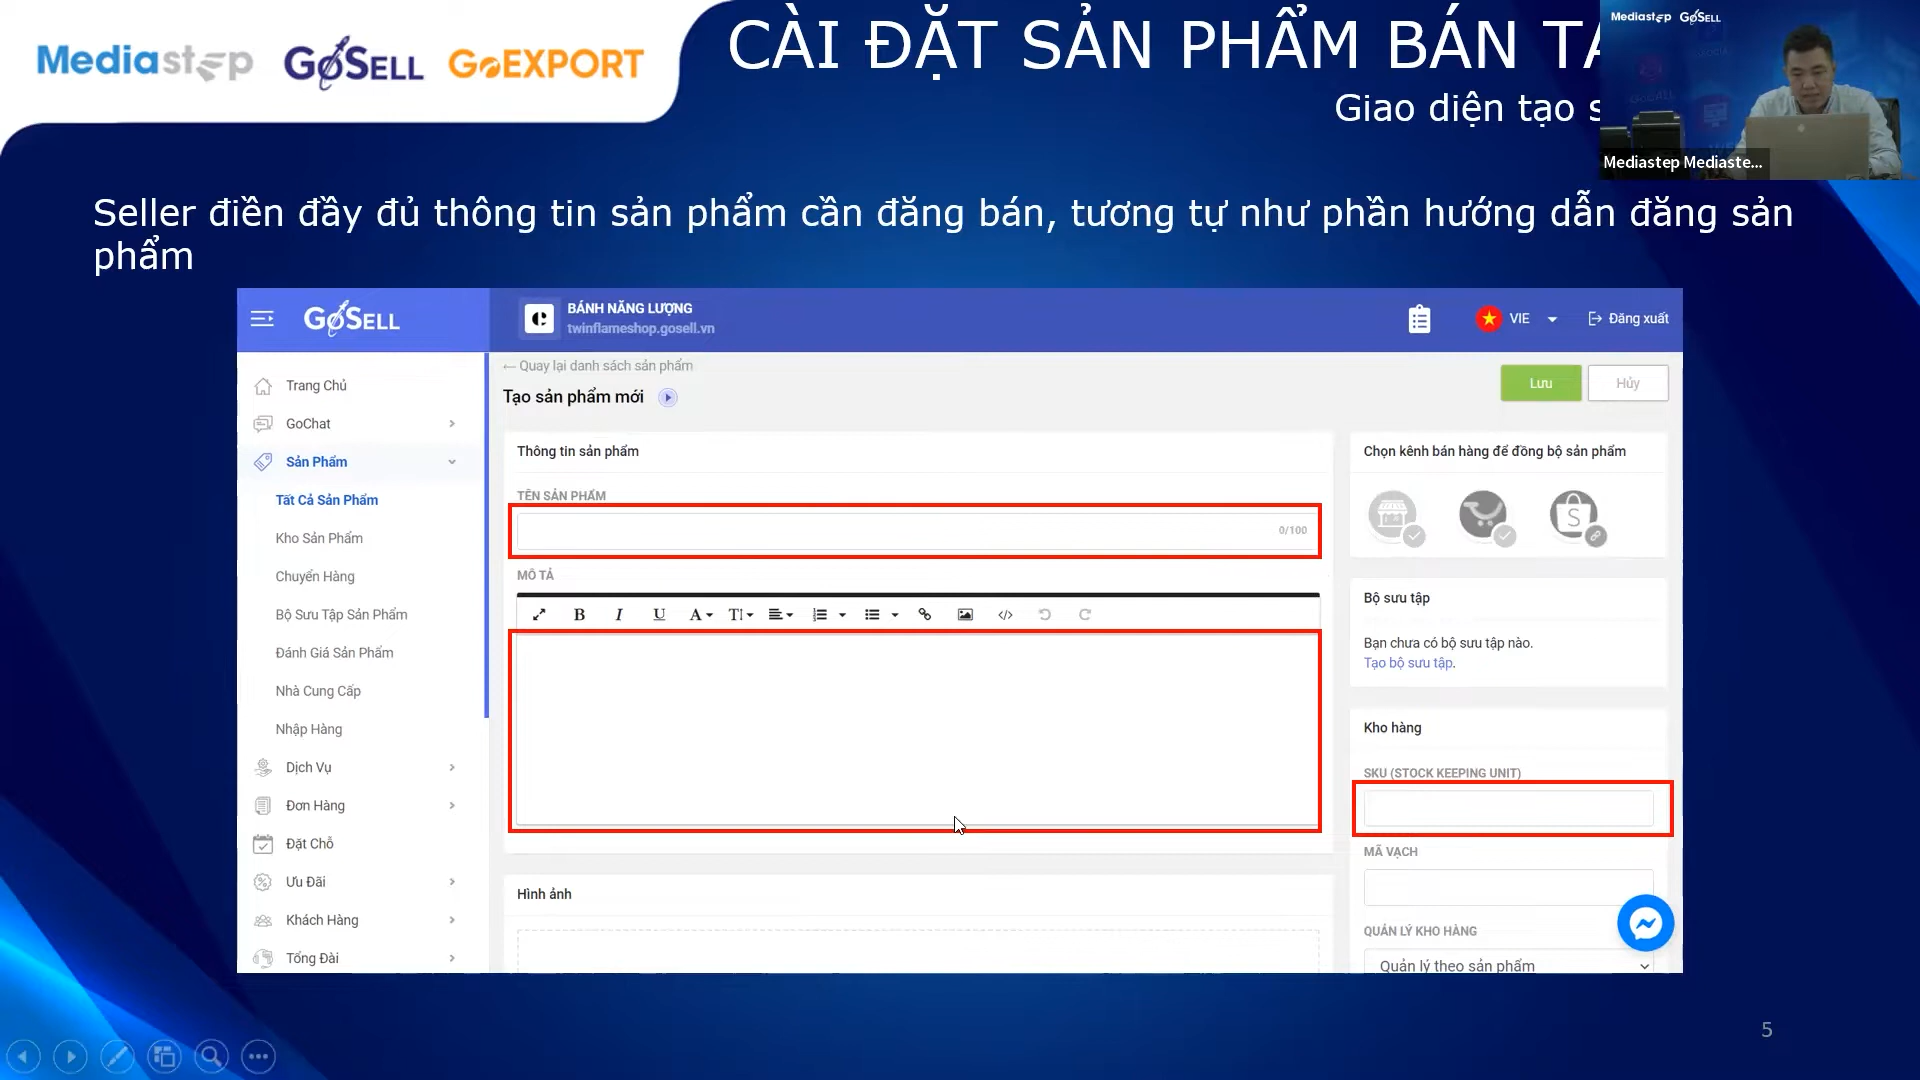 Mediastep GoSELL GoEXPORT
CÀI ĐẶT SẢN PHẨM BÁN
Giao diện tạo
Mediastep GoSELL
Mediastep Mediaste...
Seller điền đầy đủ thông tin sản phẩm cần đăng bán, tương tự như phần hướng dẫn đăng sản
phẩm
GoSELL
BÁNH NĂNG LƯỢNG
twinflameshop.gosell.vn
VIE
Đăng xuất
Trang Chủ
GoChat
Sản Phẩm
Tất Cả Sản Phẩm
Kho Sản Phẩm
Chuyển Hàng
Bộ Sưu Tập Sản Phẩm
Đánh Giá Sản Phẩm
Nhà Cung Cấp
Nhập Hàng
Dịch Vụ
Đơn Hàng
Đặt Chỗ
Ưu Đãi
Khách Hàng
Tổng Đài
← Quay lại danh sách sản phẩm
Tạo sản phẩm mới
Lưu
Hủy
Thông tin sản phẩm
TÊN SẢN PHẨM
0/100
MÔ TẢ
Hình ảnh
Chọn kênh bán hàng để đồng bộ sản phẩm
Bộ sưu tập
Bạn chưa có bộ sưu tập nào.
Tạo bộ sưu tập.
Kho hàng
SKU (STOCK KEEPING UNIT)
MÃ VẠCH
QUẢN LÝ KHO HÀNG
Quản lý theo sản phẩm
5